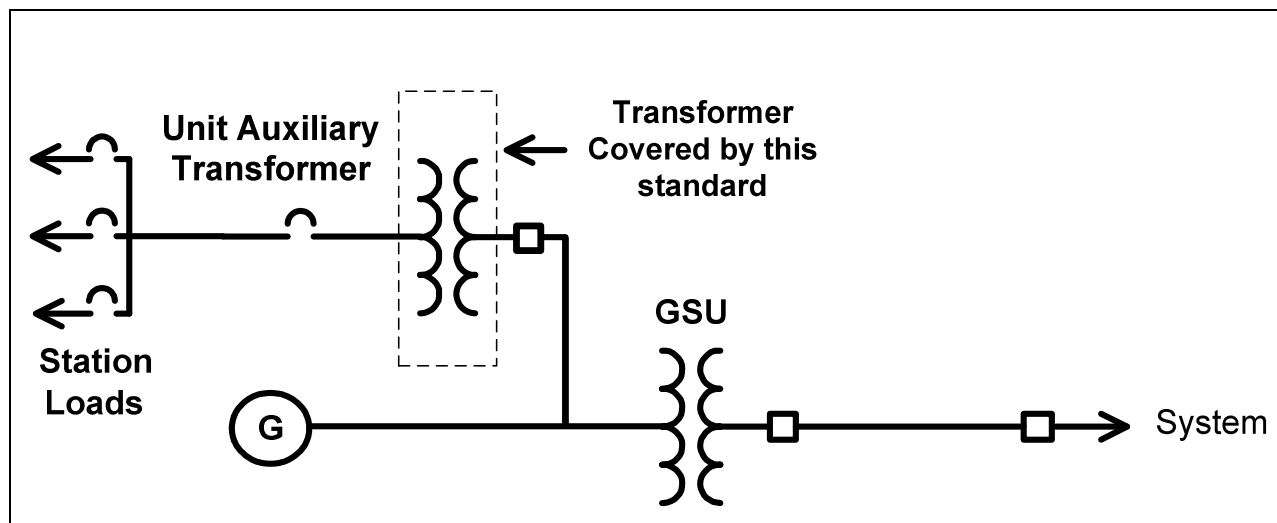 Unit Auxiliary
Transformer
Transformer
Covered by this
standard
GSU
Station
Loads
G
System